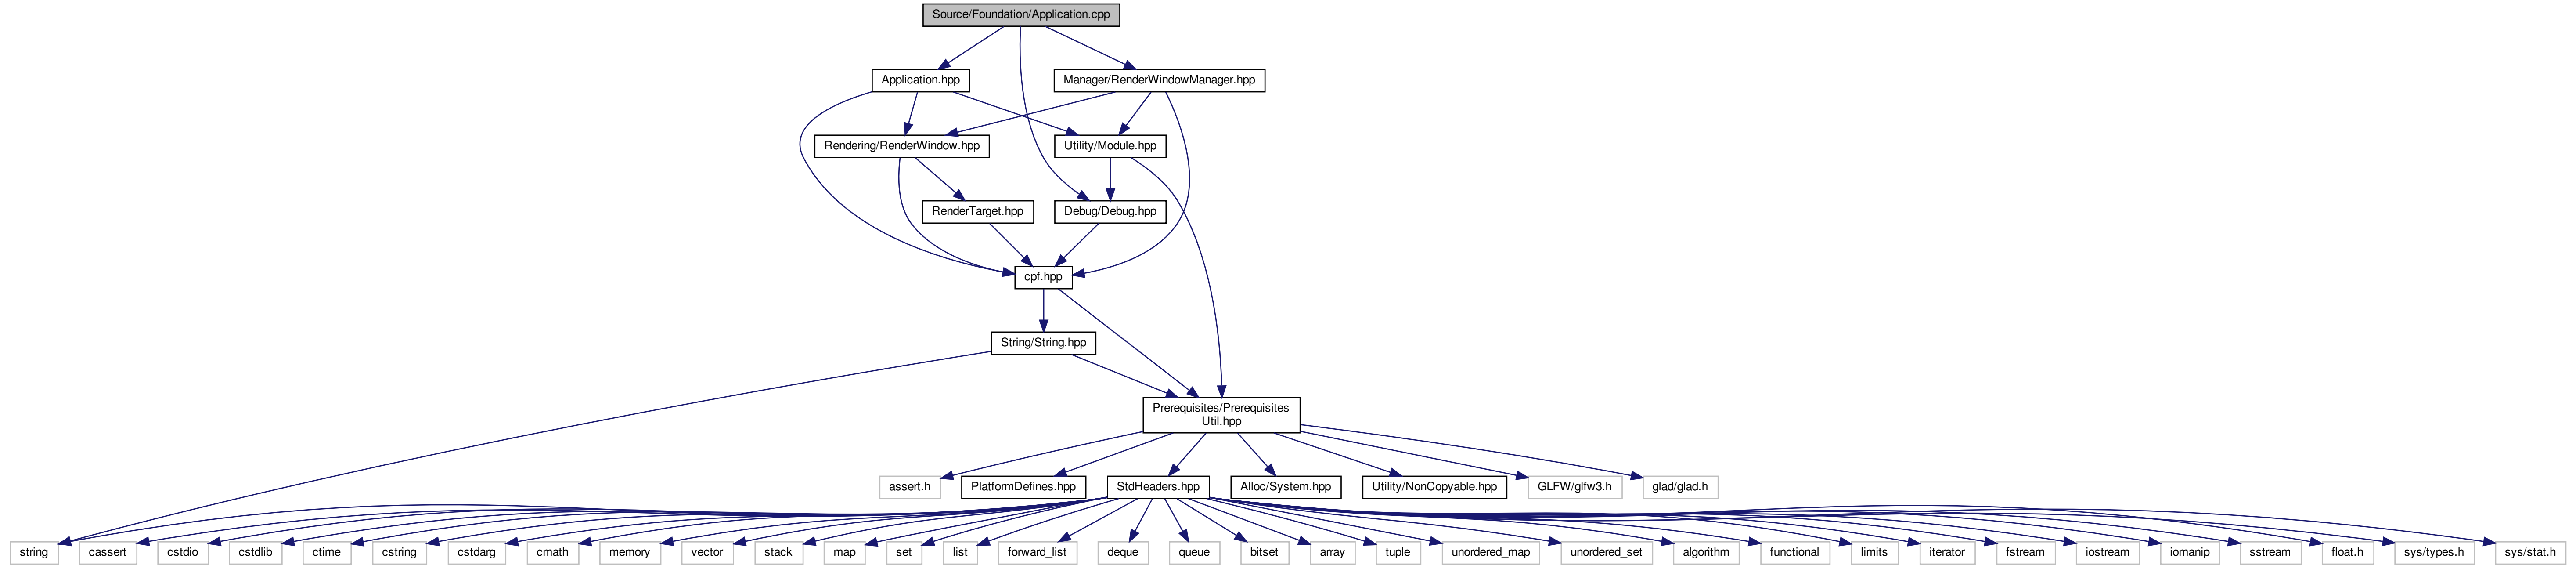 Source/Foundation/Application.cpp
Application.hpp
Manager/RenderWindowManager.hpp
Rendering/RenderWindow.hpp
Utility/Module.hpp
RenderTarget.hpp
Debug/Debug.hpp
cpf.hpp
String/String.hpp
Prerequisites/Prerequisites
Util.hpp
assert.h
PlatformDefines.hpp
StdHeaders.hpp
Alloc/System.hpp
Utility/NonCopyable.hpp
GLFW/glfw3.h
glad/glad.h
string
cassert
cstdio
cstdlib
ctime
cstring
cstdarg
cmath
memory
vector
stack
map
set
list
forward_list
deque
queue
bitset
array
tuple
unordered_map
unordered_set
algorithm
functional
limits
iterator
fstream
iostream
iomanip
sstream
float.h
sys/types.h
sys/stat.h